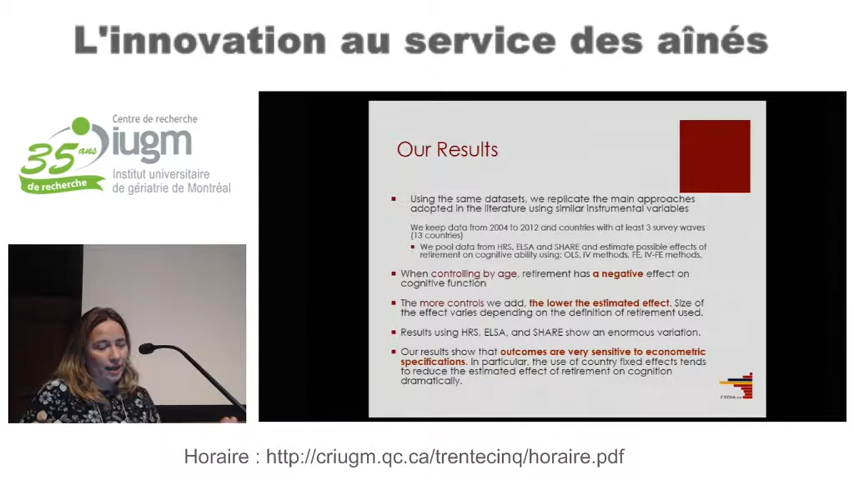 L'innovation au service des aînés
Centre de recherche
35 ans
iugm
de recherche
Institut universitaire
de gériatrie de Montréal
Our Results
Using the same datasets, we replicate the main approaches
adopted in the literature using similar instrumental variables
We keep data from 2004 to 2012 and countries with at least 3 survey waves
(13 countries)
We pool data from HRS, ELSA and SHARE and estimate possible effects of
retirement on cognitive ability using: OLS, IV methods, FE, IV-FE methods.
When controlling by age, retirement has a negative effect on
cognitive function
The more controls we add, the lower the estimated effect. Size of
the effect varies depending on the definition of retirement used.
Results using HRS, ELSA, and SHARE show an enormous variation.
Our results show that outcomes are very sensitive to econometric
specifications. In particular, the use of country fixed effects tends
to reduce the estimated effect of retirement on cognition
dramatically.
Horaire : http://criugm.qc.ca/trentecinq/horaire.pdf